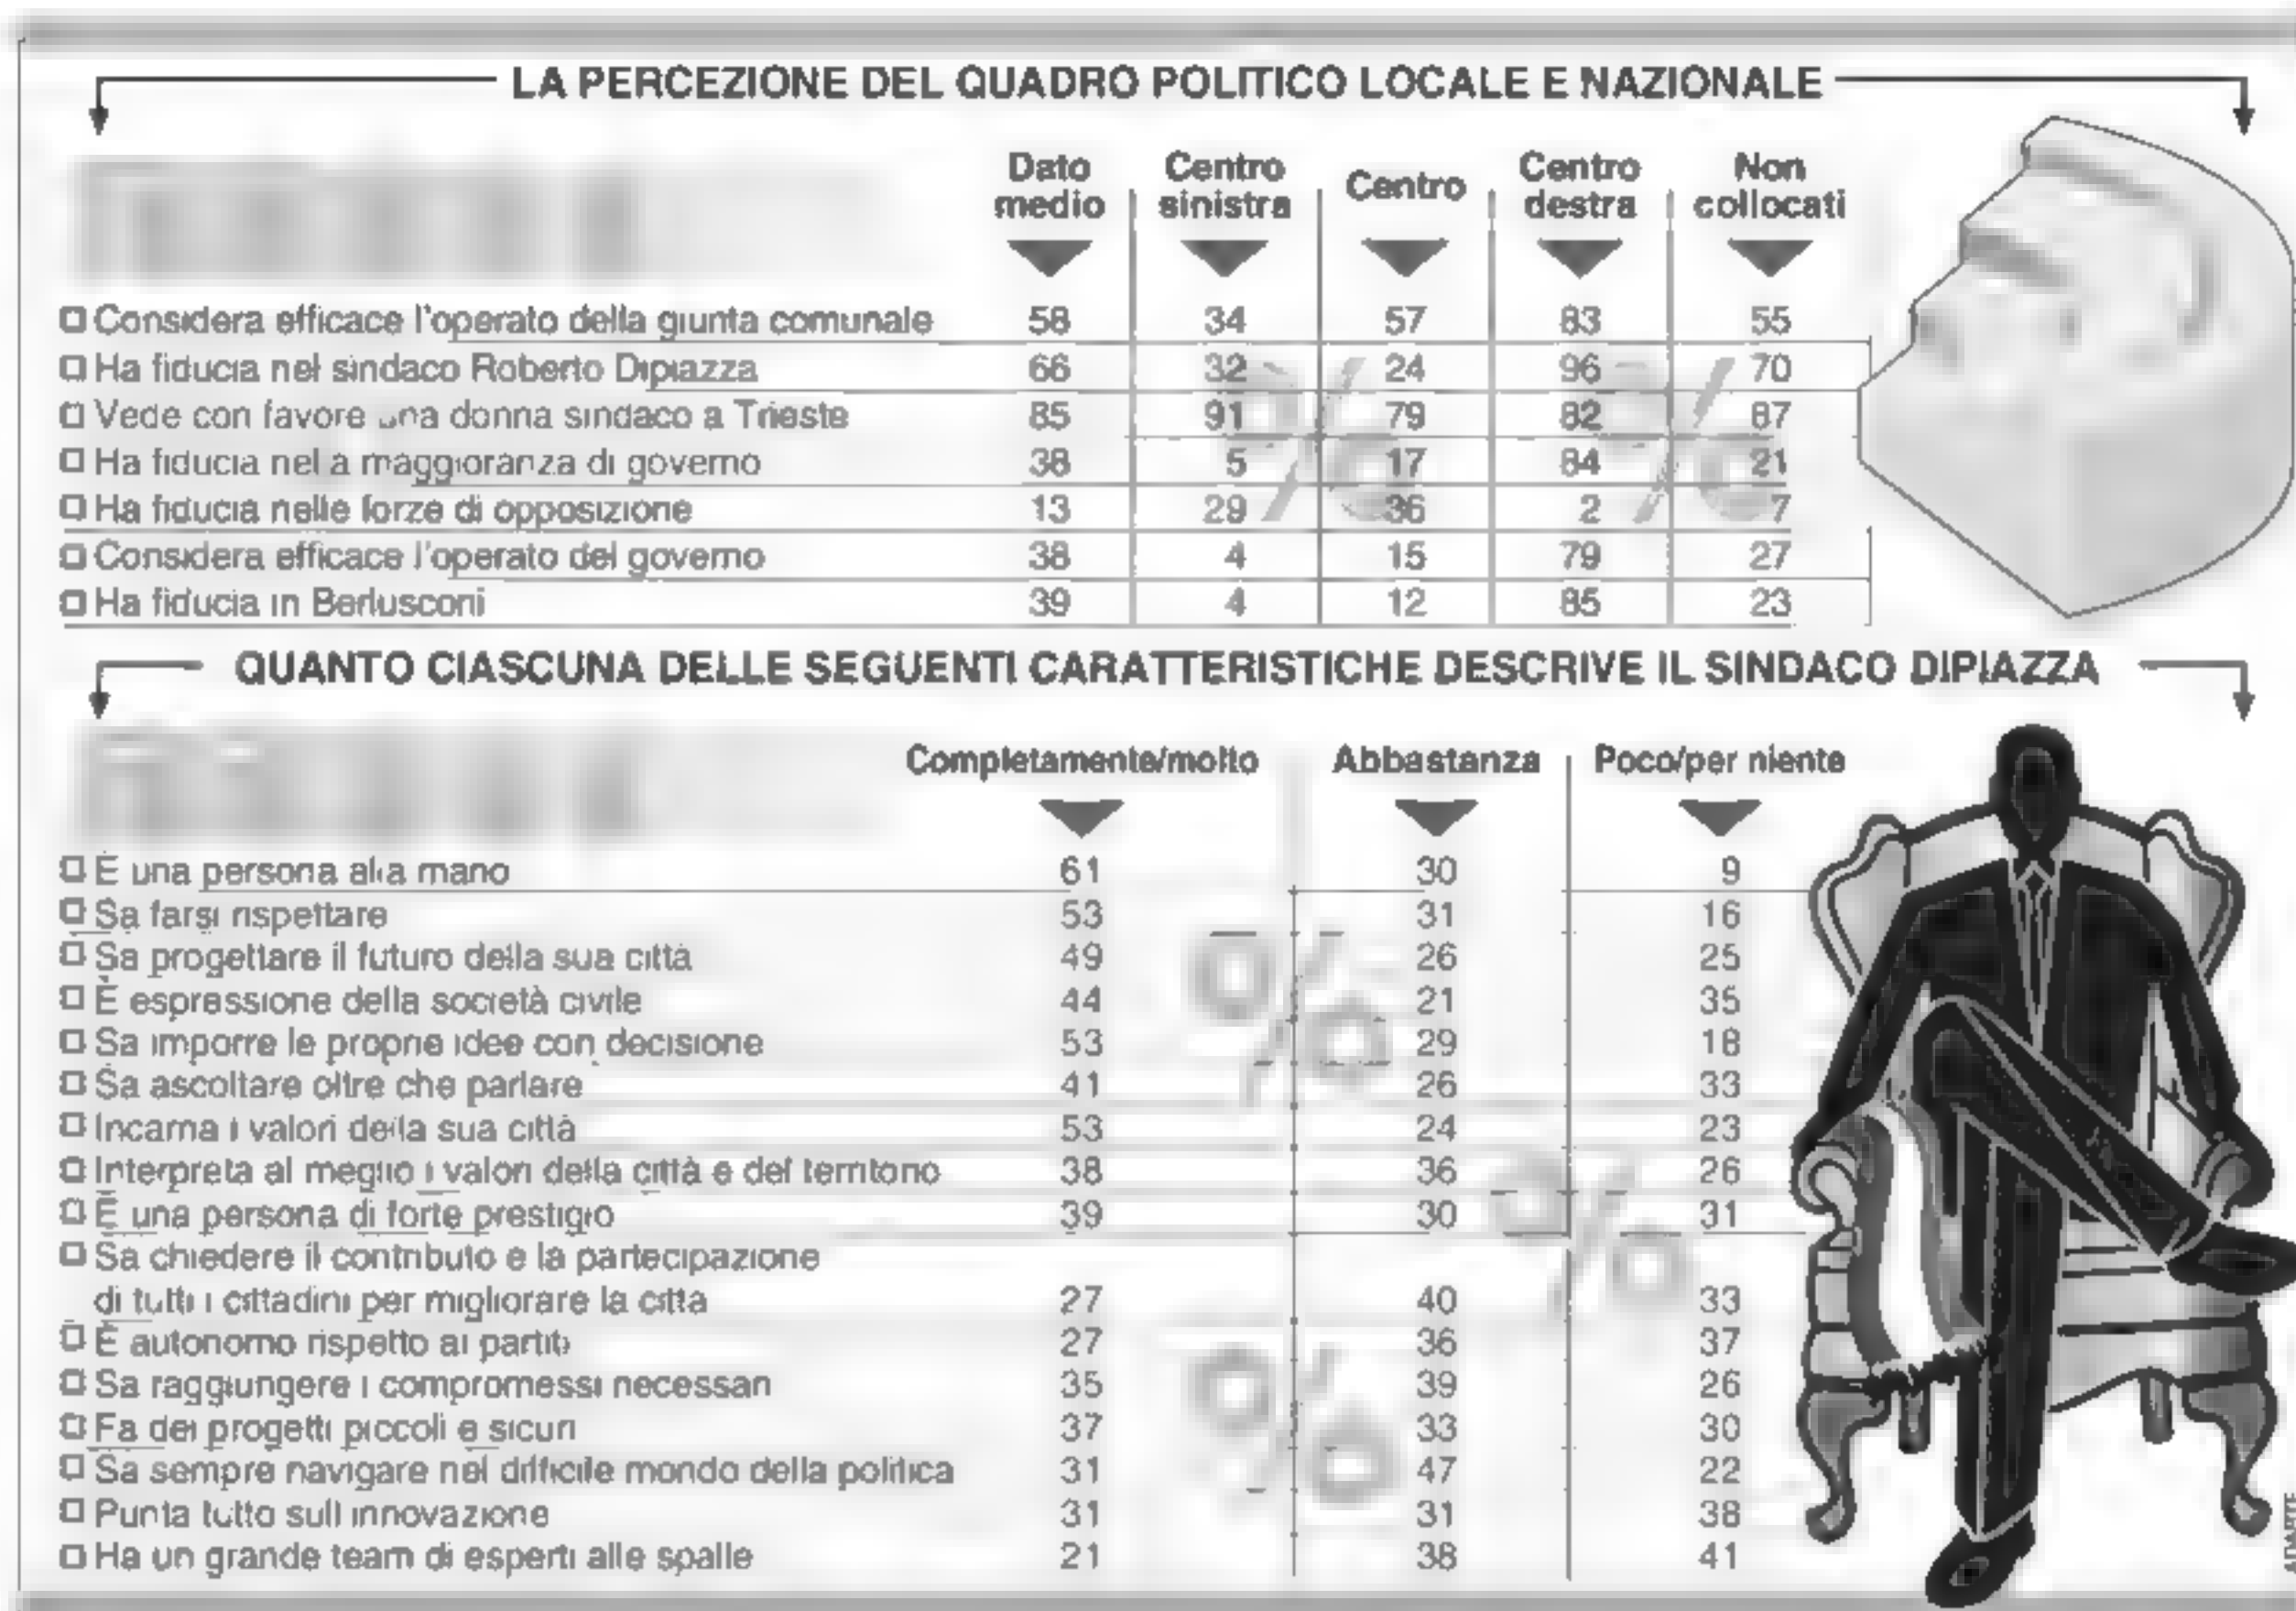 LA PERCEZIONE DEL QUADRO POLITICO LOCALE E NAZIONALE
Dato medio Centro sinistra Centro Centro destra Non collocati
Considera efficace l'operato della giunta comunale 58 34 57 83 55
Ha fiducia nel sindaco Roberto Dipiazza 66 32 24 96 70
Vede con favore una donna sindaco a Trieste 85 91 79 82 87
Ha fiducia nella maggioranza di governo 38 5 17 84 21
Ha fiducia nelle forze di opposizione 13 29 36 2 7
Considera efficace l'operato del governo 38 4 15 79 27
Ha fiducia in Berlusconi 39 4 12 85 23
% %
QUANTO CIASCUNA DELLE SEGUENTI CARATTERISTICHE DESCRIVE IL SINDACO DIPIAZZA
Completamente/molto Abbastanza Poco/per niente
È una persona alla mano 61 30 9
Sa farsi rispettare 53 31 16
Sa progettare il futuro della sua città 49 26 25
È espressione della società civile 44 21 35
Sa imporre le proprie idee con decisione 53 29 18
Sa ascoltare oltre che parlare 41 26 33
Incarna i valori della sua città 53 24 23
Interpreta al meglio i valori della città e del territorio 38 36 26
È una persona di forte prestigio 39 30 31
Sa chiedere il contributo e la partecipazione
di tutti i cittadini per migliorare la città 27 40 33
È autonomo rispetto ai partiti 27 36 37
Sa raggiungere i compromessi necessari 35 39 26
Fa dei progetti piccoli e sicuri 37 33 30
Sa sempre navigare nel difficile mondo della politica 31 47 22
Punta tutto sull'innovazione 31 31 38
Ha un grande team di esperti alle spalle 21 38 41
% % %